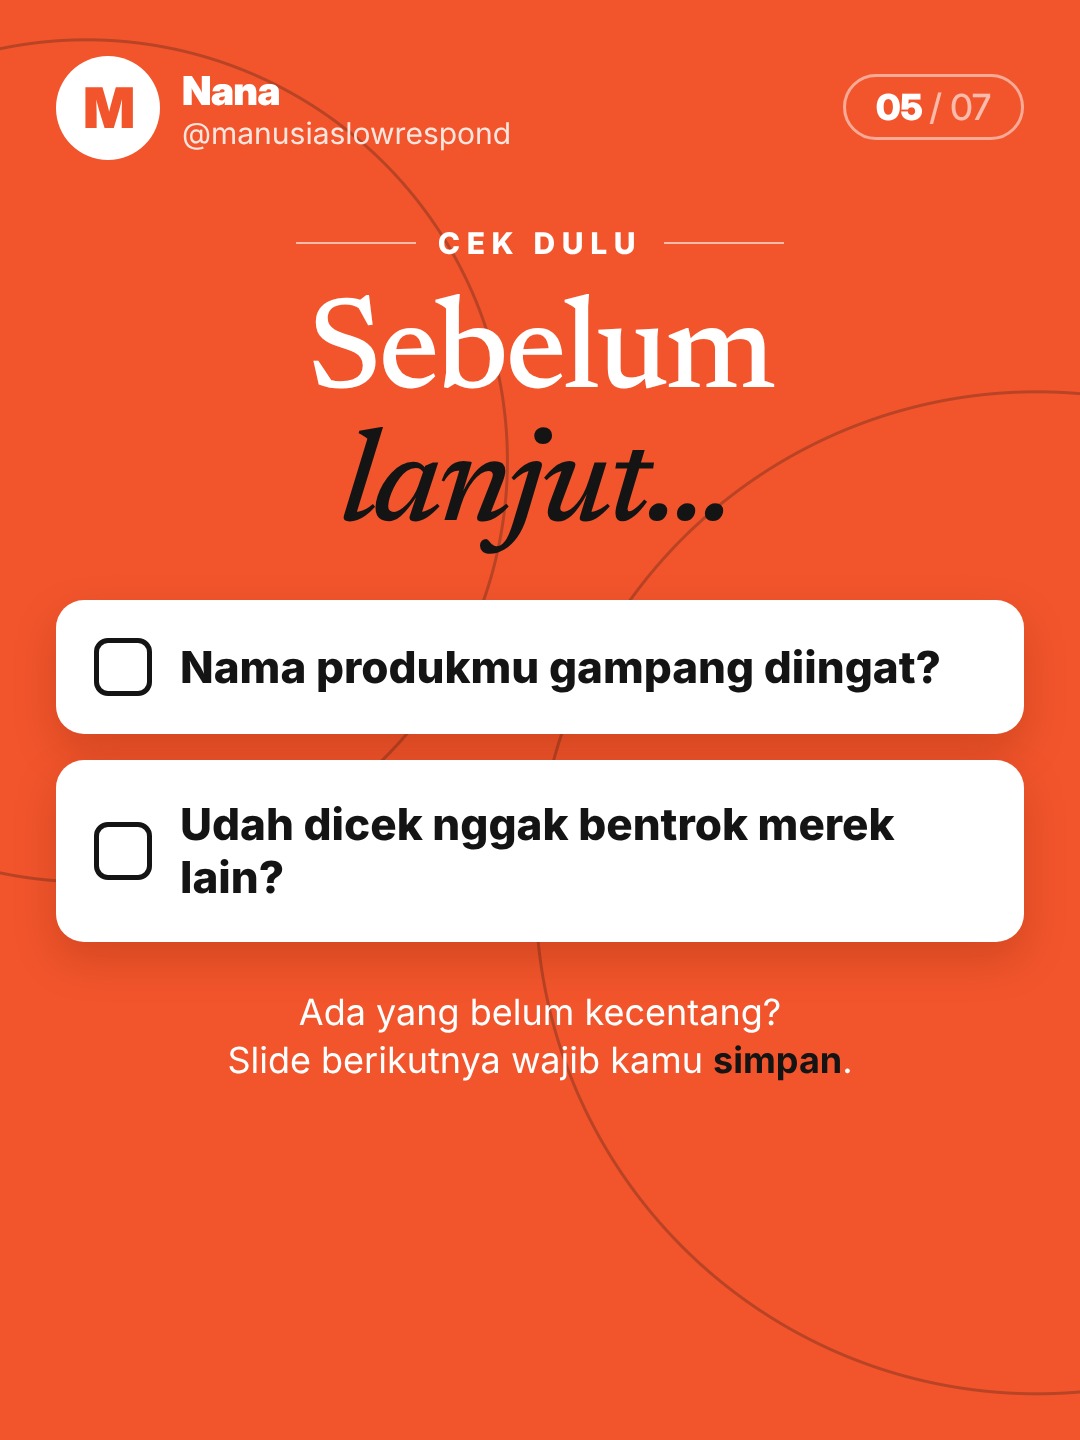 M
Nana
@manusiaslowrespond
05 / 07
CEK DULU
Sebelum
lanjut...
Nama produkmu gampang diingat?
Udah dicek nggak bentrok merek
lain?
Ada yang belum kecentang?
Slide berikutnya wajib kamu simpan.